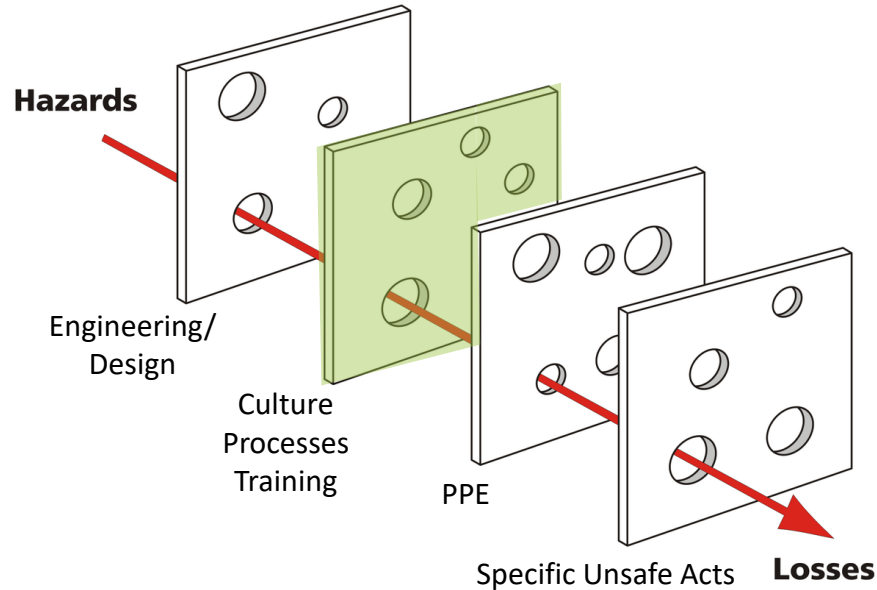 Hazards
Engineering/
Design
Culture
Processes
Training
PPE
Specific Unsafe Acts
Losses